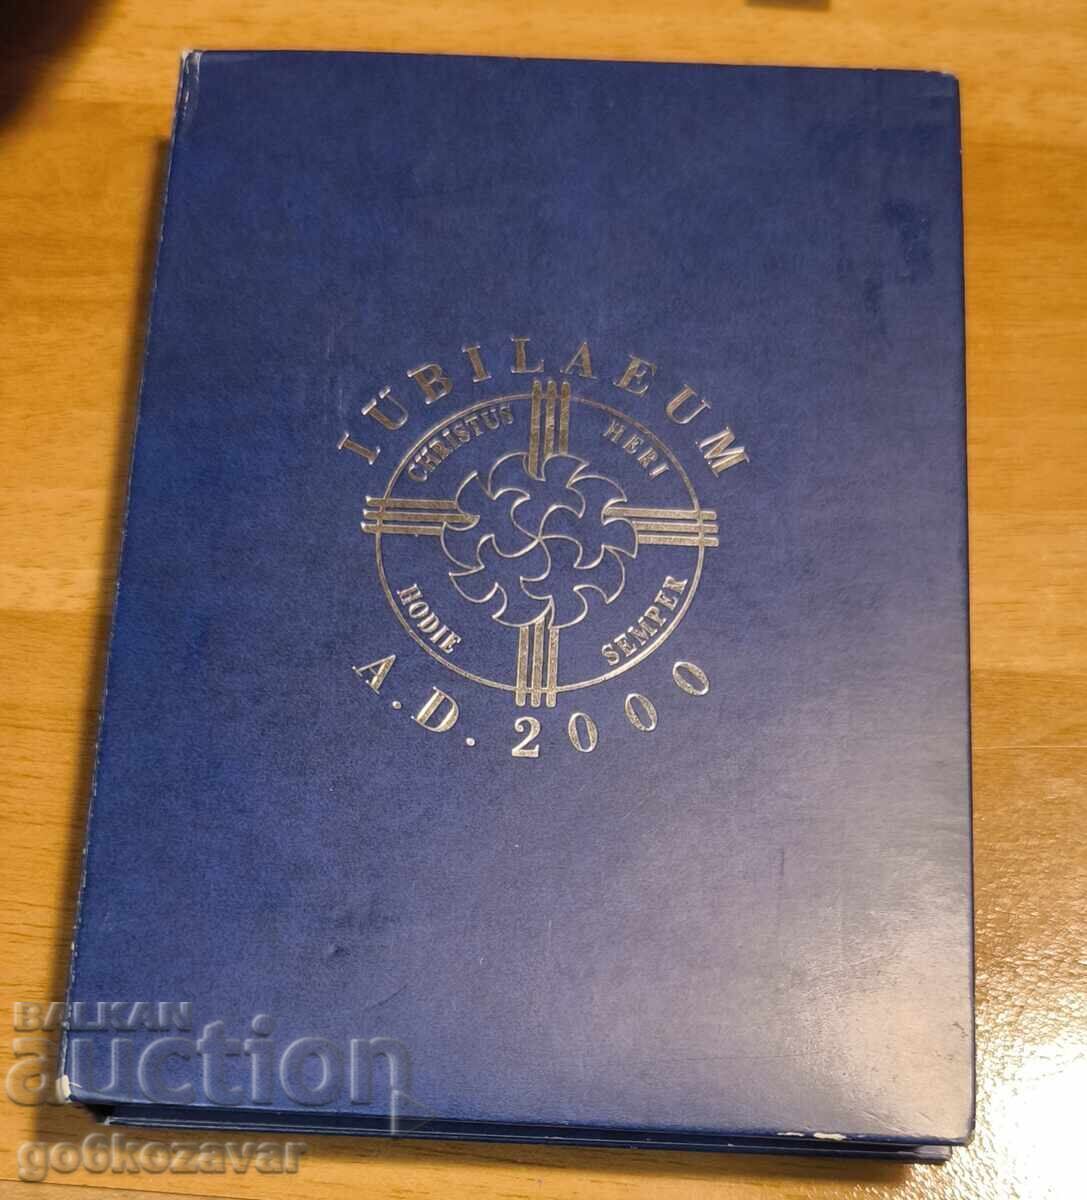 IUBILAEUM
CHRISTUS HERI
HODIE SEMPER
A.D. 2000
BALKAN
auction
go6kozavar